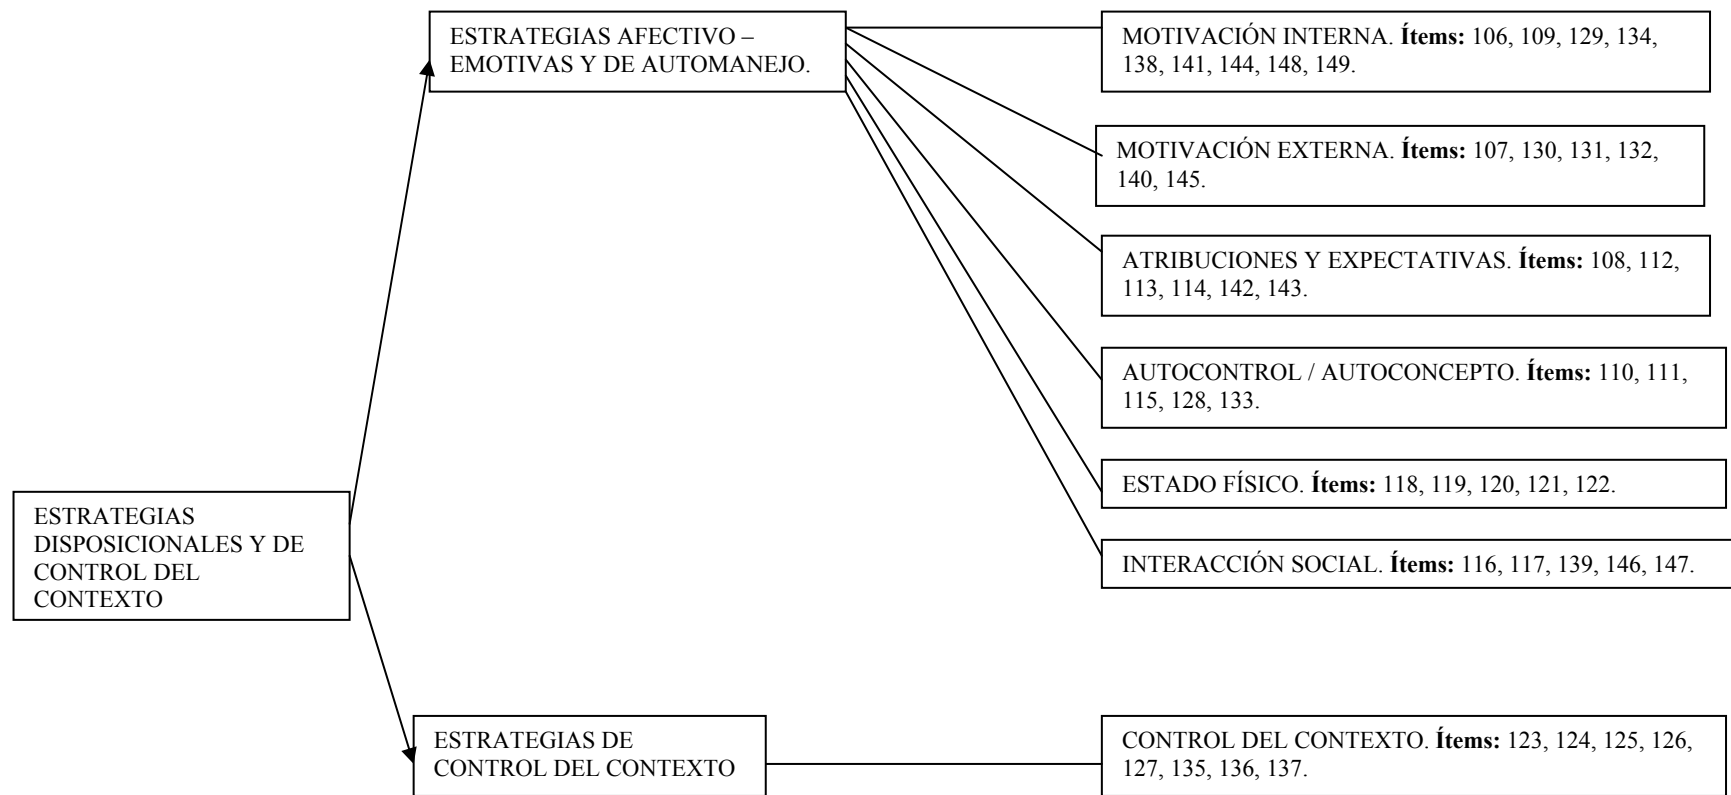 ESTRATEGIAS AFECTIVO –
EMOTIVAS Y DE AUTOMANEJO.
MOTIVACIÓN INTERNA. Ítems: 106, 109, 129, 134,
138, 141, 144, 148, 149.
MOTIVACIÓN EXTERNA. Ítems: 107, 130, 131, 132,
140, 145.
ATRIBUCIONES Y EXPECTATIVAS. Ítems: 108, 112,
113, 114, 142, 143.
AUTOCONTROL / AUTOCONCEPTO. Ítems: 110, 111,
115, 128, 133.
ESTADO FÍSICO. Ítems: 118, 119, 120, 121, 122.
INTERACCIÓN SOCIAL. Ítems: 116, 117, 139, 146, 147.
ESTRATEGIAS
DISPOSICIONALES Y DE
CONTROL DEL
CONTEXTO
ESTRATEGIAS DE
CONTROL DEL CONTEXTO
CONTROL DEL CONTEXTO. Ítems: 123, 124, 125, 126,
127, 135, 136, 137.